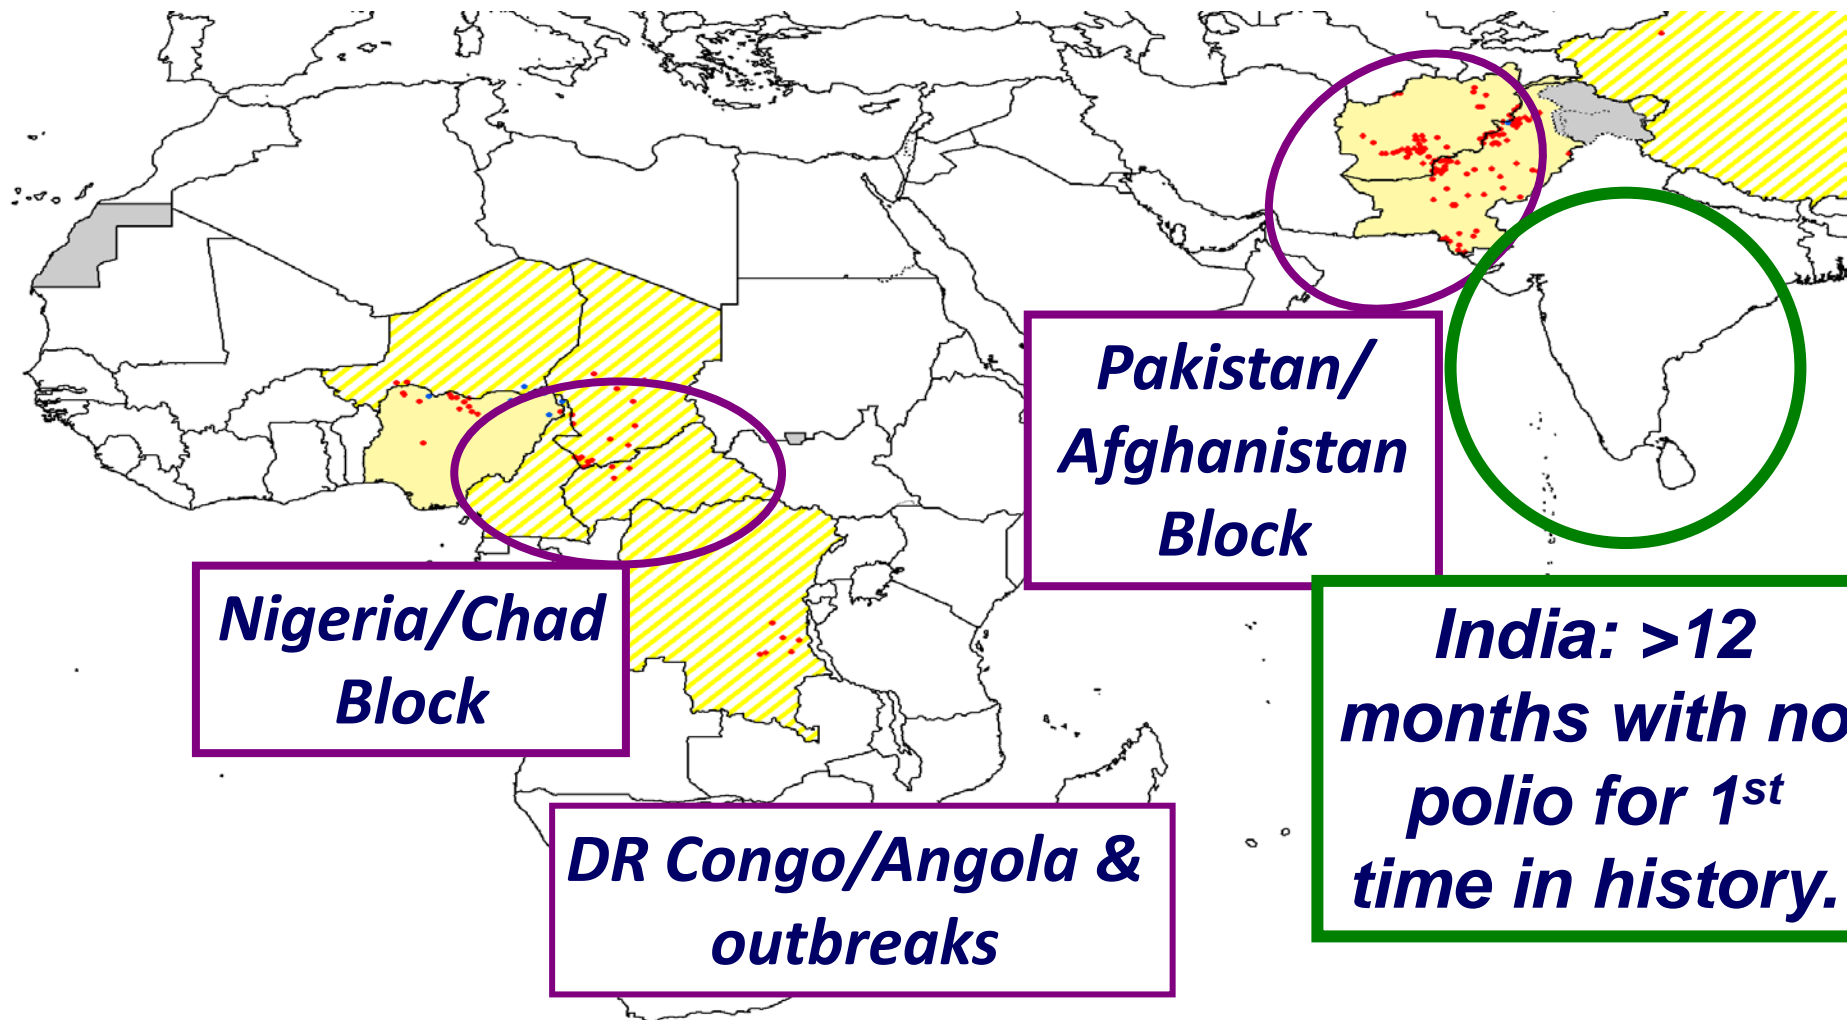 Pakistan/
Afghanistan
Block
Nigeria/Chad
Block
India: >12
months with no
polio for 1st
time in history.
DR Congo/Angola &
outbreaks